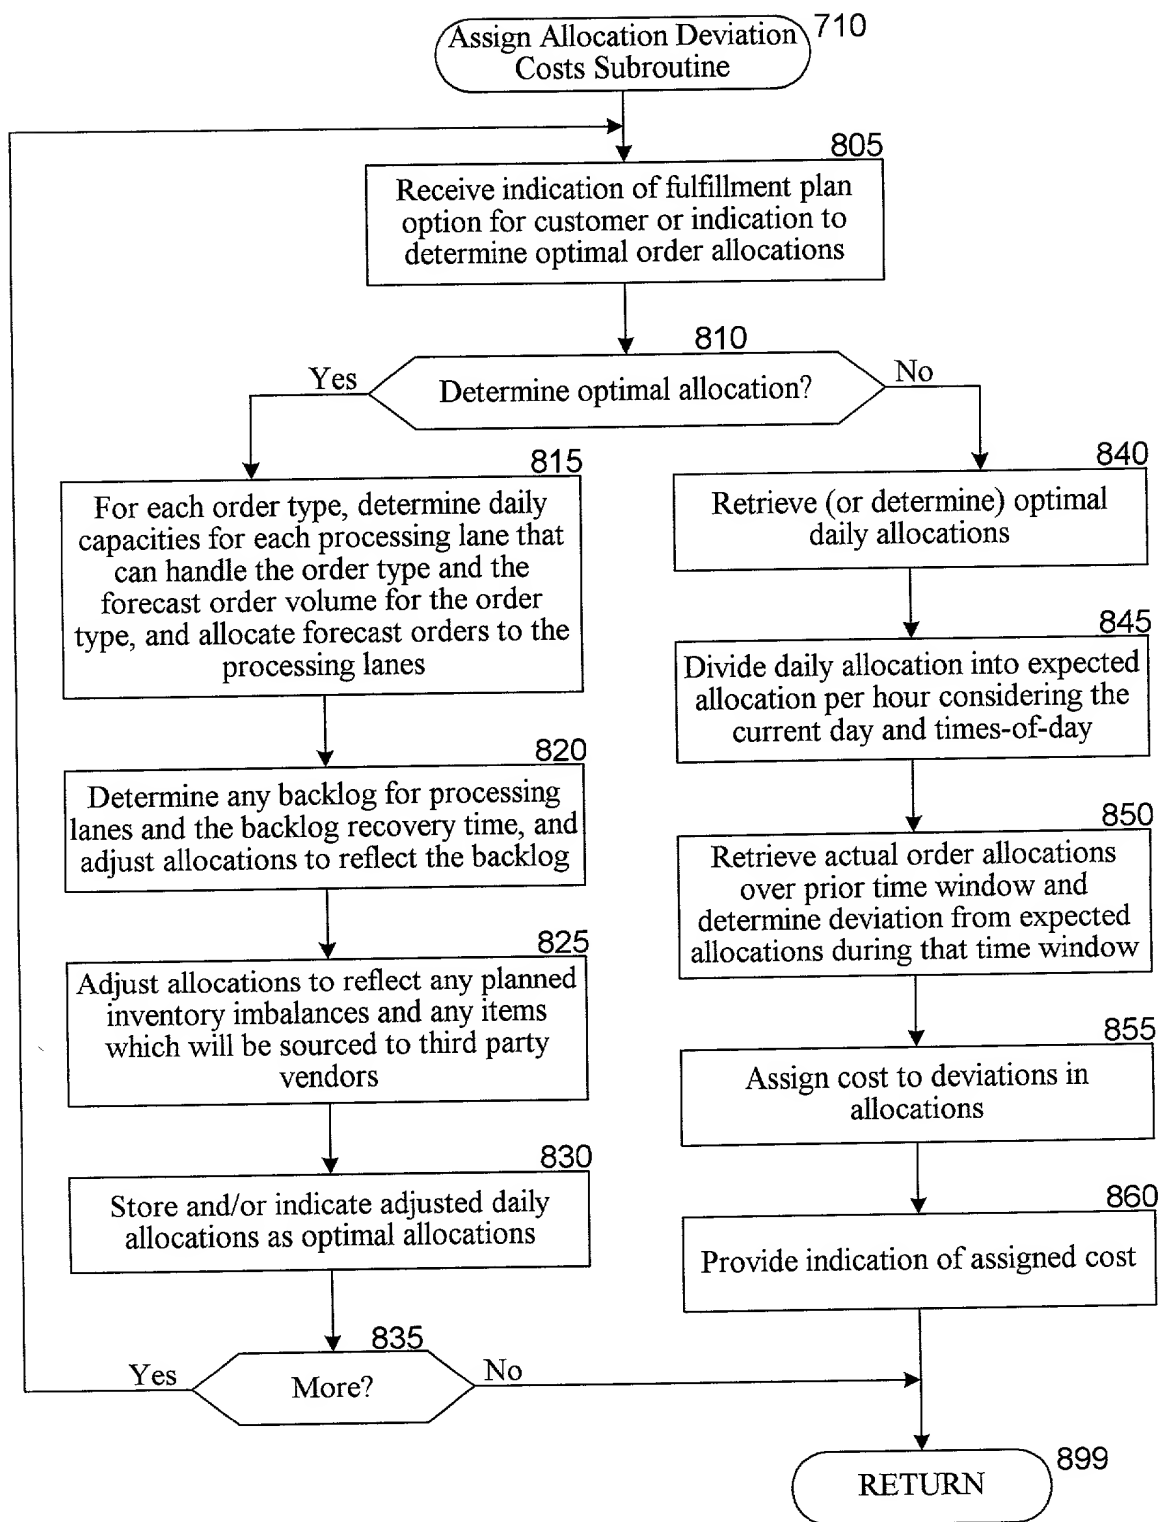 Assign Allocation Deviation
Costs Subroutine
710
805
Receive indication of fulfillment plan
option for customer or indication to
determine optimal order allocations
810
Yes
Determine optimal allocation?
No
815
For each order type, determine daily
capacities for each processing lane that
can handle the order type and the
forecast order volume for the order
type, and allocate forecast orders to the
processing lanes
820
Determine any backlog for processing
lanes and the backlog recovery time, and
adjust allocations to reflect the backlog
825
Adjust allocations to reflect any planned
inventory imbalances and any items
which will be sourced to third party
vendors
830
Store and/or indicate adjusted daily
allocations as optimal allocations
835
Yes
More?
No
840
Retrieve (or determine) optimal
daily allocations
845
Divide daily allocation into expected
allocation per hour considering the
current day and times-of-day
850
Retrieve actual order allocations
over prior time window and
determine deviation from expected
allocations during that time window
855
Assign cost to deviations in
allocations
860
Provide indication of assigned cost
RETURN
899